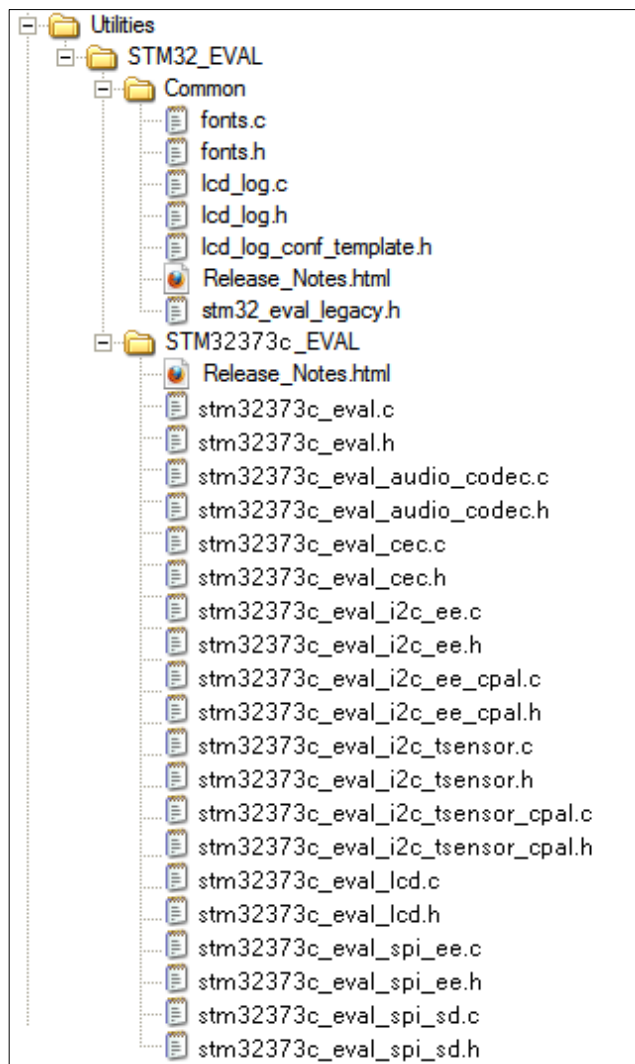 Utilities
STM32_EVAL
Common
fonts.c
fonts.h
lcd_log.c
lcd_log.h
lcd_log_conf_template.h
Release_Notes.html
stm32_eval_legacy.h
STM32373c_EVAL
Release_Notes.html
stm32373c_eval.c
stm32373c_eval.h
stm32373c_eval_audio_codec.c
stm32373c_eval_audio_codec.h
stm32373c_eval_cec.c
stm32373c_eval_cec.h
stm32373c_eval_i2c_ee.c
stm32373c_eval_i2c_ee.h
stm32373c_eval_i2c_ee_cpal.c
stm32373c_eval_i2c_ee_cpal.h
stm32373c_eval_i2c_tsensor.c
stm32373c_eval_i2c_tsensor.h
stm32373c_eval_i2c_tsensor_cpal.c
stm32373c_eval_i2c_tsensor_cpal.h
stm32373c_eval_lcd.c
stm32373c_eval_lcd.h
stm32373c_eval_spi_ee.c
stm32373c_eval_spi_ee.h
stm32373c_eval_spi_sd.c
stm32373c_eval_spi_sd.h